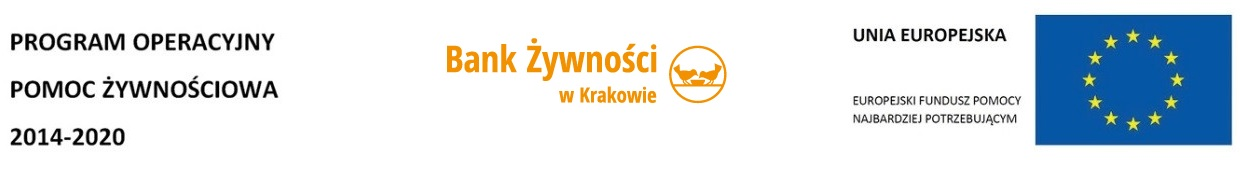 PROGRAM OPERACYJNY
POMOC ŻYWNOŚCIOWA
2014-2020
Bank Żywności
w Krakowie
UNIA EUROPEJSKA
EUROPEJSKI FUNDUSZ POMOCY
NAJBARDZIEJ POTRZEBUJĄCYM